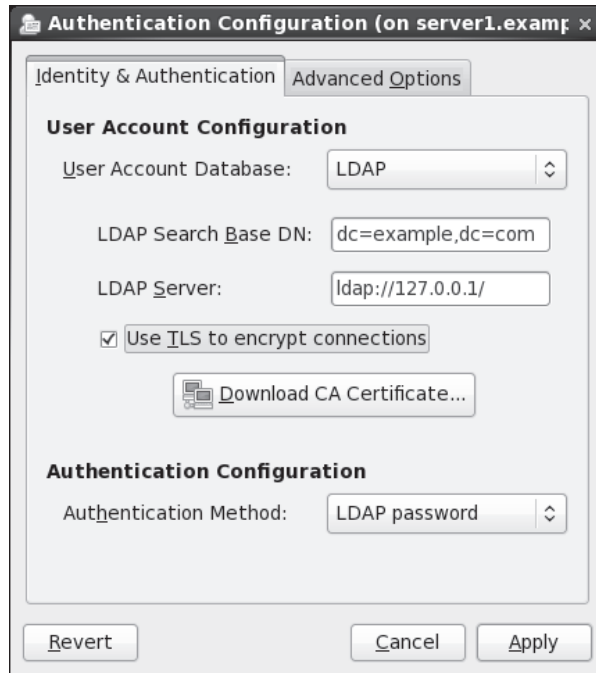 Authentication Configuration (on server1.examp
Identity & Authentication
Advanced Options
User Account Configuration
User Account Database: LDAP
LDAP Search Base DN: dc=example,dc=com
LDAP Server: ldap://127.0.0.1/
Use TLS to encrypt connections
Download CA Certificate...
Authentication Configuration
Authentication Method: LDAP password
Revert Cancel Apply